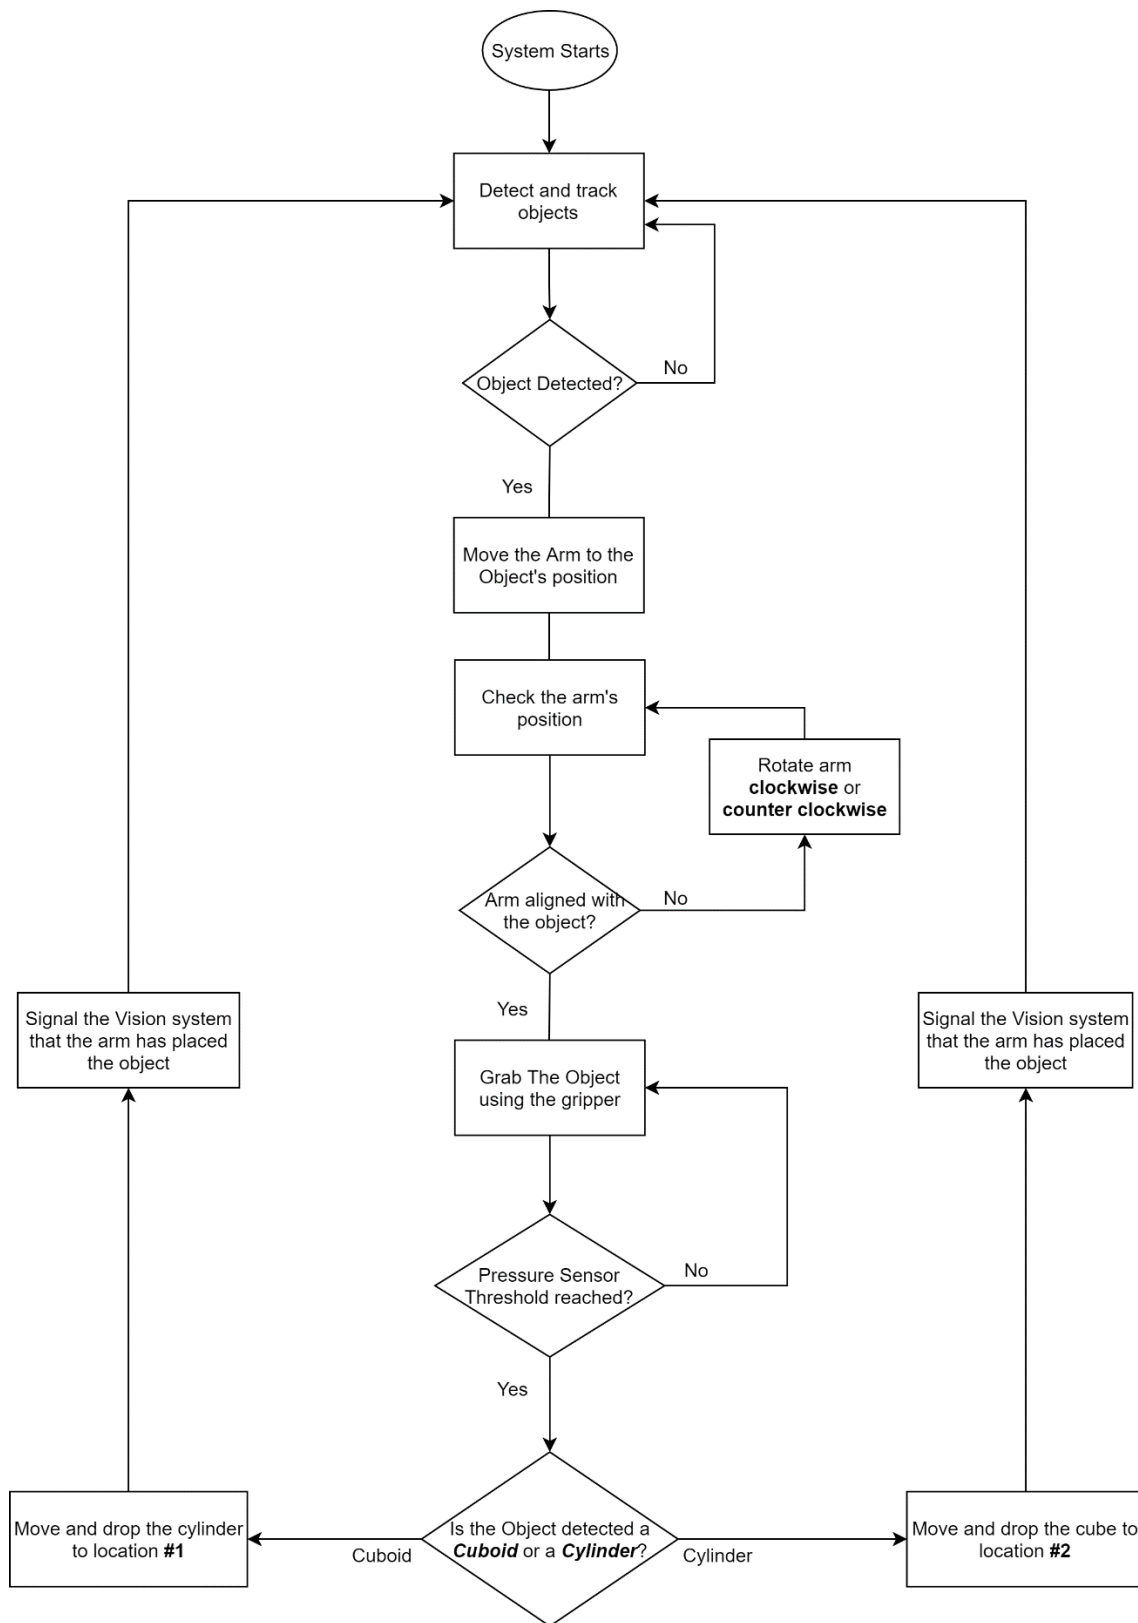 System Starts
Detect and track
objects
Object Detected?
No
Yes
Move the Arm to the
Object's position
Check the arm's
position
Rotate arm
clockwise or
counter clockwise
Arm aligned with
the object?
No
Yes
Signal the Vision system
that the arm has placed
the object
Signal the Vision system
that the arm has placed
the object
Grab The Object
using the gripper
Pressure Sensor
Threshold reached?
No
Yes
Move and drop the cylinder
to location #1
Cuboid
Is the Object detected a
Cuboid or a Cylinder?
Cylinder
Move and drop the cube to
location #2